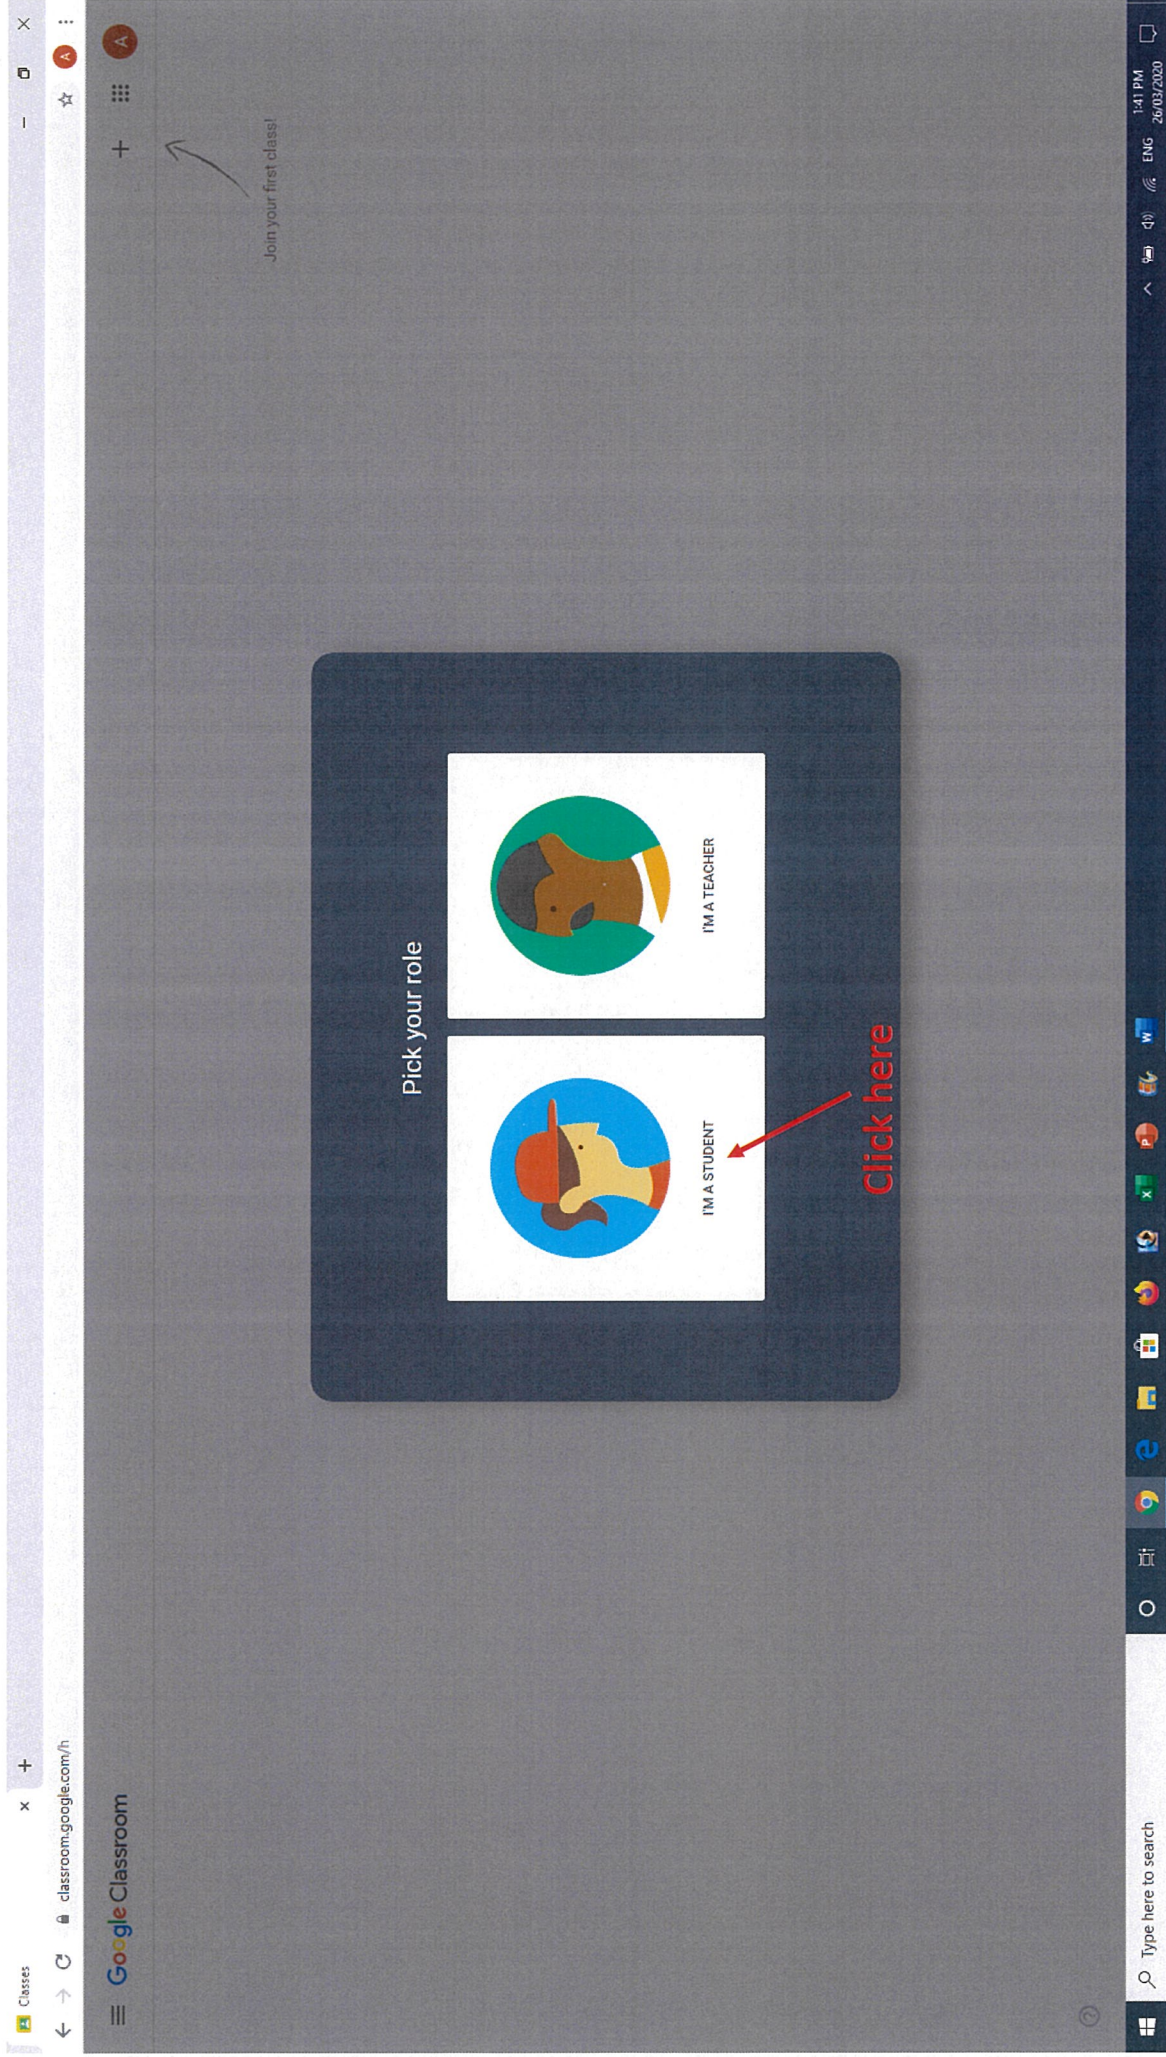 Classes
classroom.google.com/h
A
Google Classroom
A
Join your first class!
Pick your role
I'M A STUDENT
I'M A TEACHER
Click here
Type here to search
ENG
1:41 PM
26/03/2020